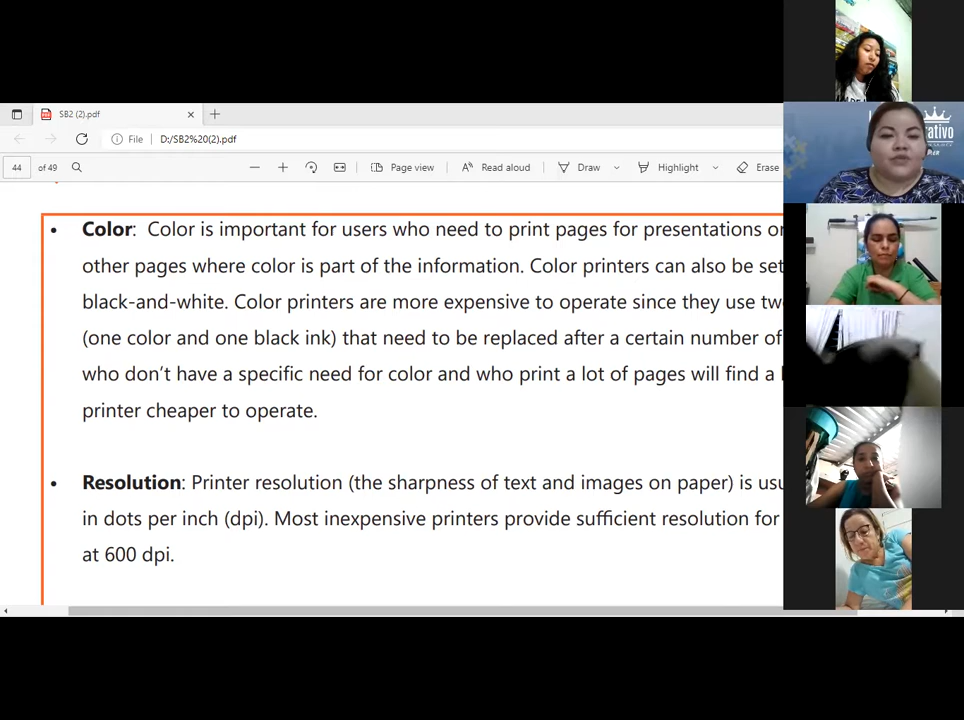 SB2 (2).pdf
File
D:/SB2%20(2).pdf
44 of 49
Page view
Read aloud
Draw
Highlight
Erase
• Color: Color is important for users who need to print pages for presentations or
other pages where color is part of the information. Color printers can also be set
black-and-white. Color printers are more expensive to operate since they use
(one color and one black ink) that need to be replaced after a certain number of
who don't have a specific need for color and who print a lot of pages will find a
printer cheaper to operate.
• Resolution: Printer resolution (the sharpness of text and images on paper) is
in dots per inch (dpi). Most inexpensive printers provide sufficient resolution for
at 600 dpi.